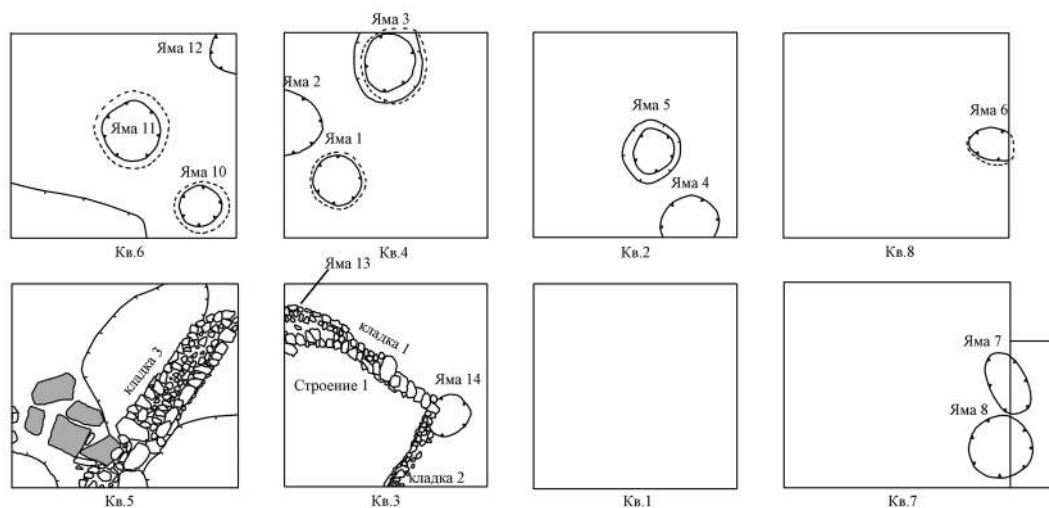 Яма 12
Яма 11
Яма 10
Кв.6
Яма 3
Яма 2
Яма 1
Кв.4
Яма 5
Яма 4
Кв.2
Яма 6
Кв.8
кладка 3
Кв.5
Яма 13
кладка 1
Строение 1
Яма 14
кладка 2
Кв.3
Кв.1
Яма 7
Яма 8
Кв.7